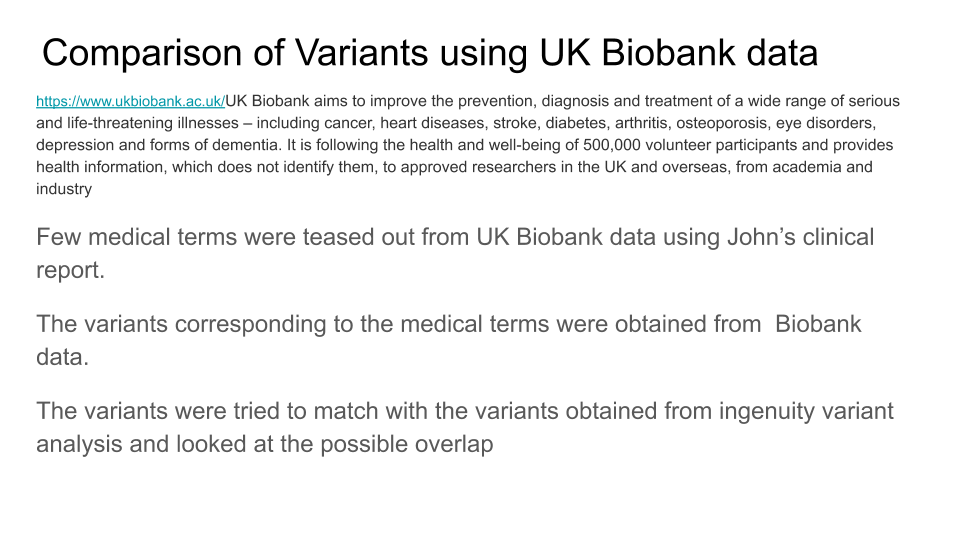 Comparison of Variants using UK Biobank data
https://www.ukbiobank.ac.uk/UK Biobank aims to improve the prevention, diagnosis and treatment of a wide range of serious
and life-threatening illnesses – including cancer, heart diseases, stroke, diabetes, arthritis, osteoporosis, eye disorders,
depression and forms of dementia. It is following the health and well-being of 500,000 volunteer participants and provides
health information, which does not identify them, to approved researchers in the UK and overseas, from academia and
industry
Few medical terms were teased out from UK Biobank data using John’s clinical
report.
The variants corresponding to the medical terms were obtained from  Biobank
data.
The variants were tried to match with the variants obtained from ingenuity variant
analysis and looked at the possible overlap